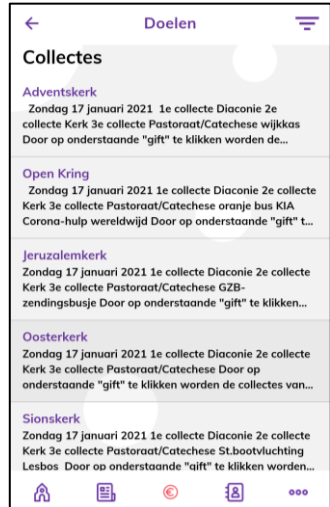 Doelen
Collectes
Adventskerk
Zondag 17 januari 2021 1e collecte Diaconie 2e
collecte Kerk 3e collecte Pastoraat/Catechese wijkkas
Door op onderstaande "gift" te klikken worden de...
Open Kring
Zondag 17 januari 2021 1e collecte Diaconie 2e collecte
Kerk 3e collecte Pastoraat/Catechese oranje bus KIA
Corona-hulp wereldwijd Door op onderstaande "gift" t...
Jeruzalemkerk
Zondag 17 januari 2021 1e collecte Diaconie 2e collecte
Kerk 3e collecte Pastoraat/Catechese GZB-
zendingsbusje Door op onderstaande "gift" te klikken...
Oosterkerk
Zondag 17 januari 2021 1e collecte Diaconie 2e collecte
Kerk 3e collecte Pastoraat/Catechese Door op
onderstaande "gift" te klikken worden de collectes van...
Sionskerk
Zondag 17 januari 2021 1e collecte Diaconie 2e collecte
Kerk 3e collecte Pastoraat/Catechese St.bootvluchting
Lesbos Door op onderstaande "gift" te klikken worden...